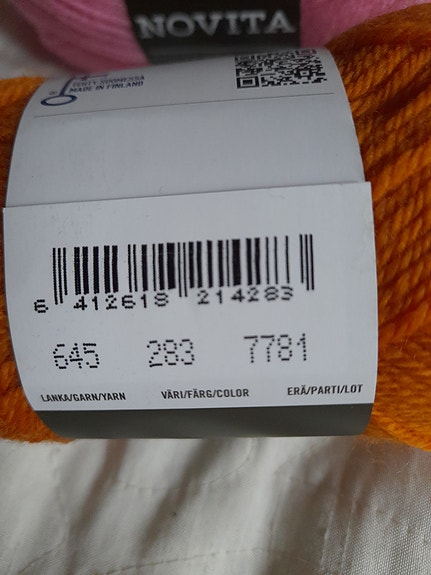 NOVITA
TEHTY SUOMESSA
MADE IN FINLAND
6 412618 214283
645 283 7781
LANKA/GARN/YARN VÄRI/FÄRG/COLOR ERÄ/PARTI/LOT